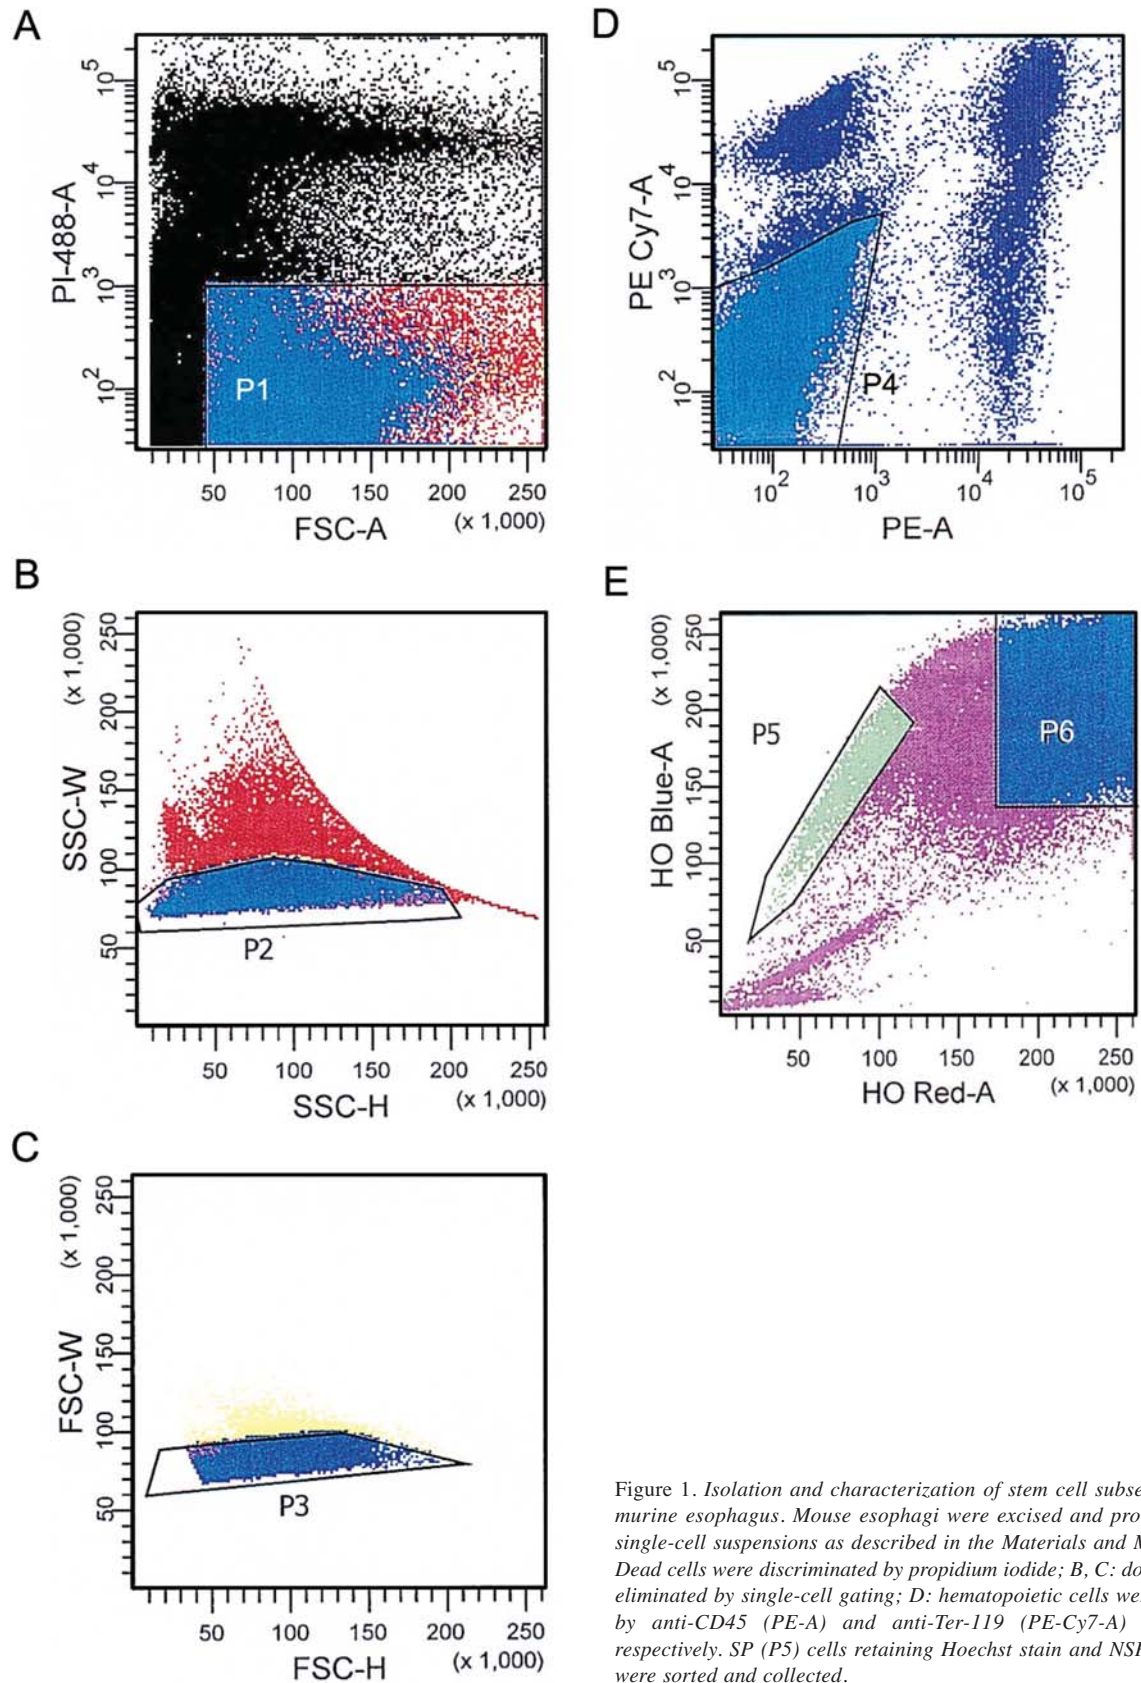 A
PI-488-A
10^5
10^4
10^3
10^2
P1
50 100 150 200 250
FSC-A (x 1,000)
D
PE Cy7-A
10^5
10^4
10^3
10^2
P4
10^2 10^3 10^4 10^5
PE-A
B
SSC-W (x 1,000)
250
200
150
100
50
P2
50 100 150 200 250
SSC-H (x 1,000)
E
HO Blue-A (x 1,000)
250
200
150
100
50
P5
P6
50 100 150 200 250
HO Red-A (x 1,000)
C
FSC-W (x 1,000)
250
200
150
100
50
P3
50 100 150 200 250
FSC-H (x 1,000)
Figure 1. Isolation and characterization of stem cell subse
murine esophagus. Mouse esophagi were excised and pro
single-cell suspensions as described in the Materials and M
Dead cells were discriminated by propidium iodide; B, C: do
eliminated by single-cell gating; D: hematopoietic cells we
by anti-CD45 (PE-A) and anti-Ter-119 (PE-Cy7-A)
respectively. SP (P5) cells retaining Hoechst stain and NSI
were sorted and collected.